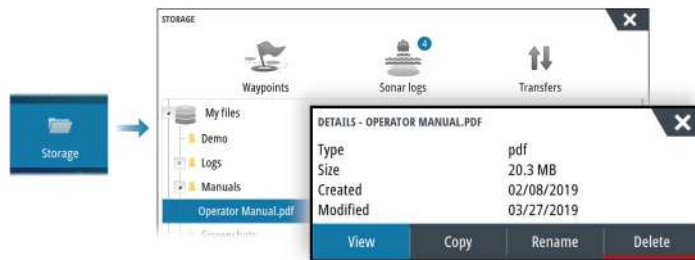 STORAGE
4
Waypoints
Sonar logs
Transfers
Storage
My files
Demo
Logs
Manuals
Operator Manual.pdf
Screenshots
DETAILS - OPERATOR MANUAL.PDF
Type pdf
Size 20.3 MB
Created 02/08/2019
Modified 03/27/2019
View Copy Rename Delete